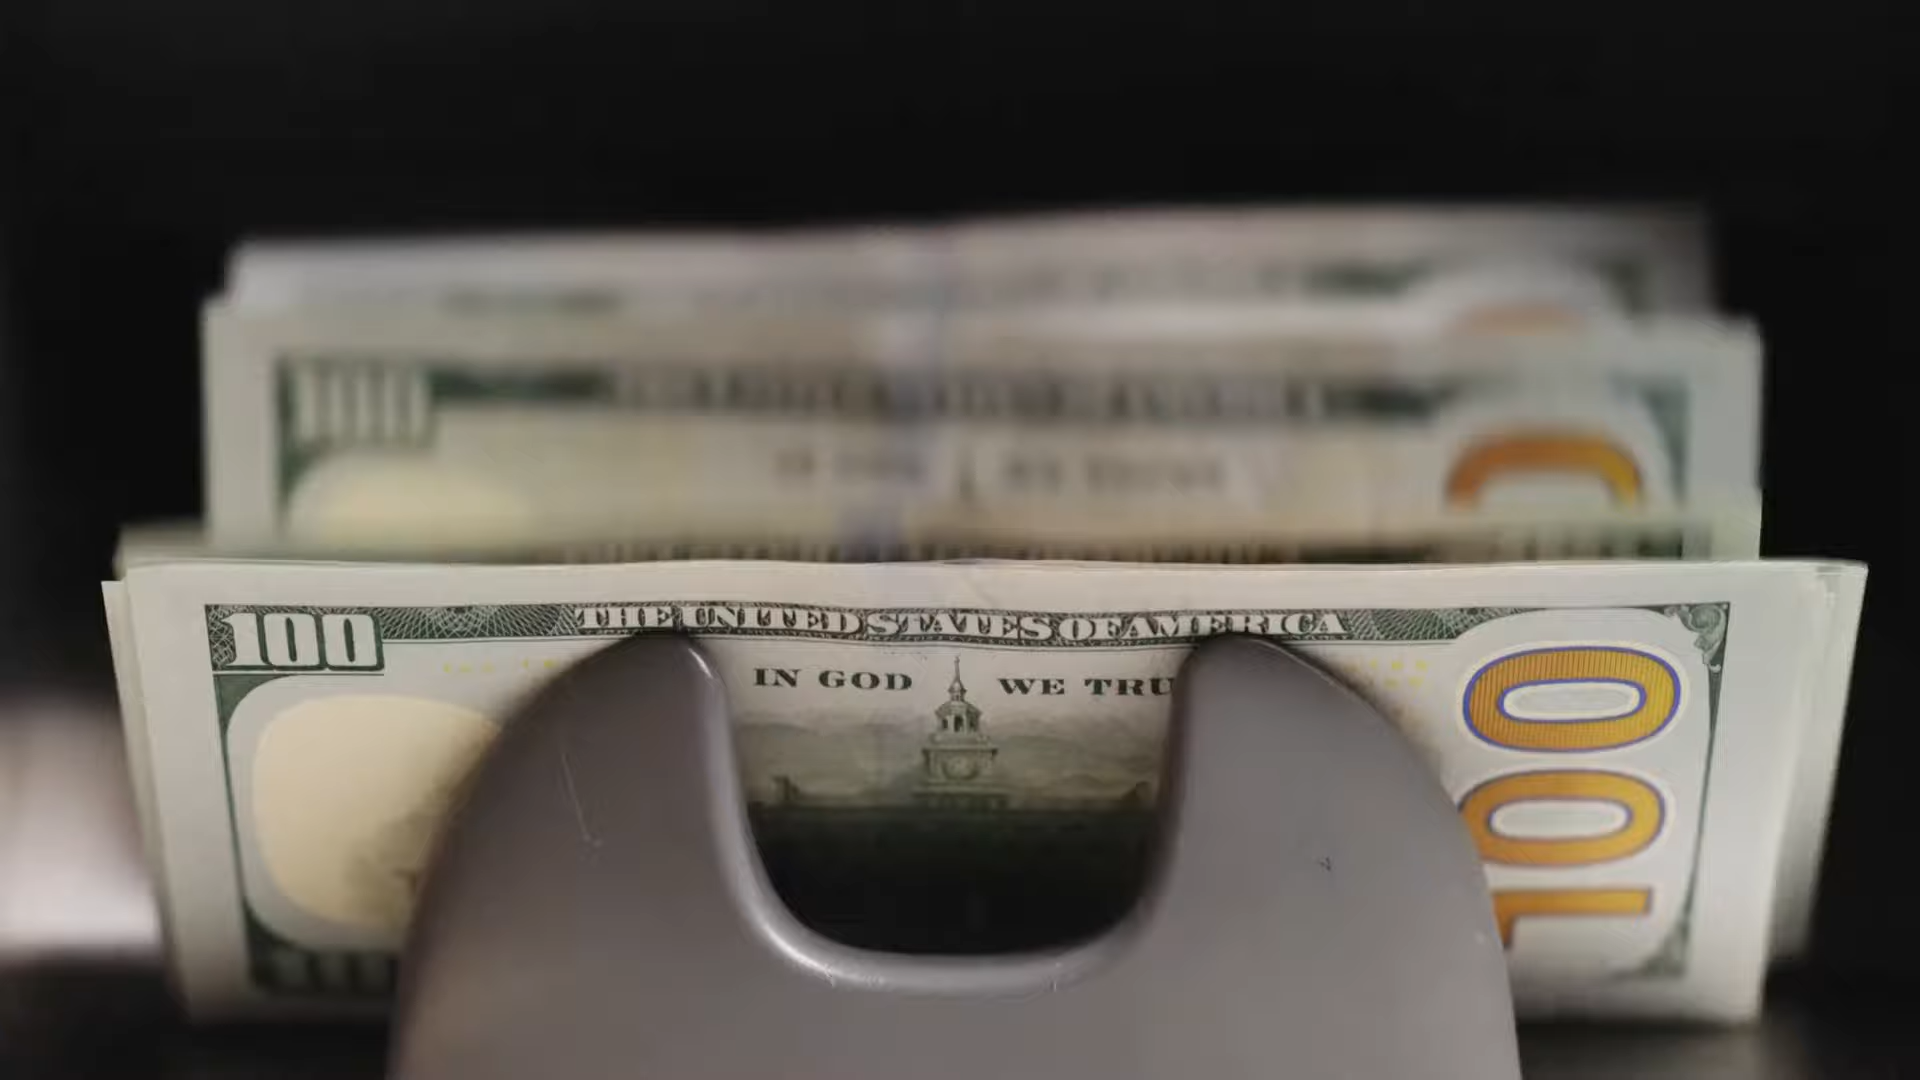 100
THE UNITED STATES OF AMERICA
IN GOD WE TRU
100